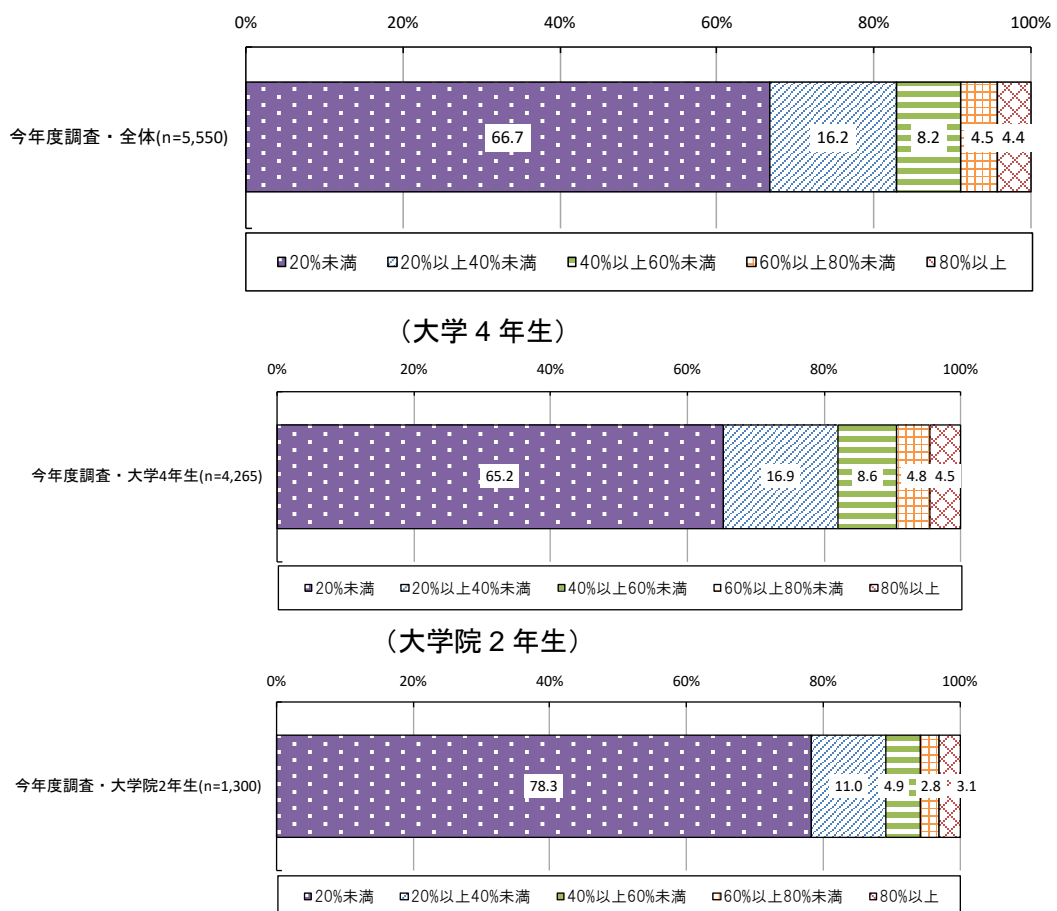 0% 20% 40% 60% 80% 100%
今年度調査・全体(n=5,550) 66.7 16.2 8.2 4.5 4.4
20%未満 20%以上40%未満 40%以上60%未満 60%以上80%未満 80%以上
（大学 4 年生）
0% 20% 40% 60% 80% 100%
今年度調査・大学4年生(n=4,265) 65.2 16.9 8.6 4.8 4.5
20%未満 20%以上40%未満 40%以上60%未満 60%以上80%未満 80%以上
（大学院 2 年生）
0% 20% 40% 60% 80% 100%
今年度調査・大学院2年生(n=1,300) 78.3 11.0 4.9 2.8 3.1
20%未満 20%以上40%未満 40%以上60%未満 60%以上80%未満 80%以上